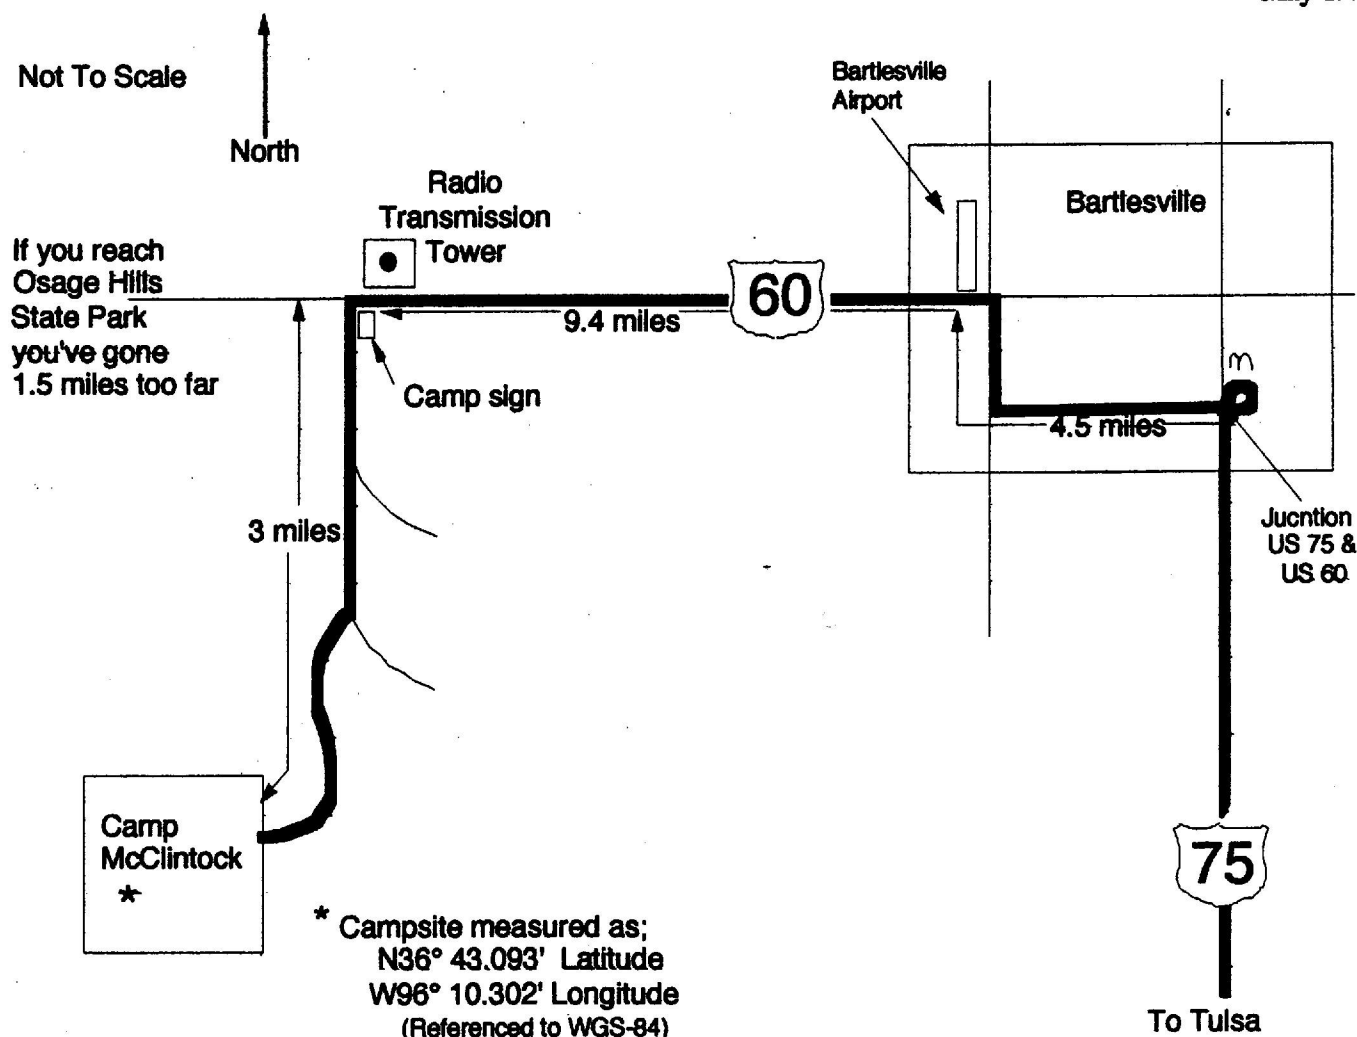 Not To Scale
North
Bartlesville
Airport
Bartlesville
Radio
Transmission
Tower
If you reach
Osage Hills
State Park
you've gone
1.5 miles too far
60
9.4 miles
Camp sign
m
4.5 miles
3 miles
Jucntion
US 75 &
US 60
Camp
McClintock
*
75
* Campsite measured as;
N36° 43.093' Latitude
W96° 10.302' Longitude
(Referenced to WGS-84)
To Tulsa